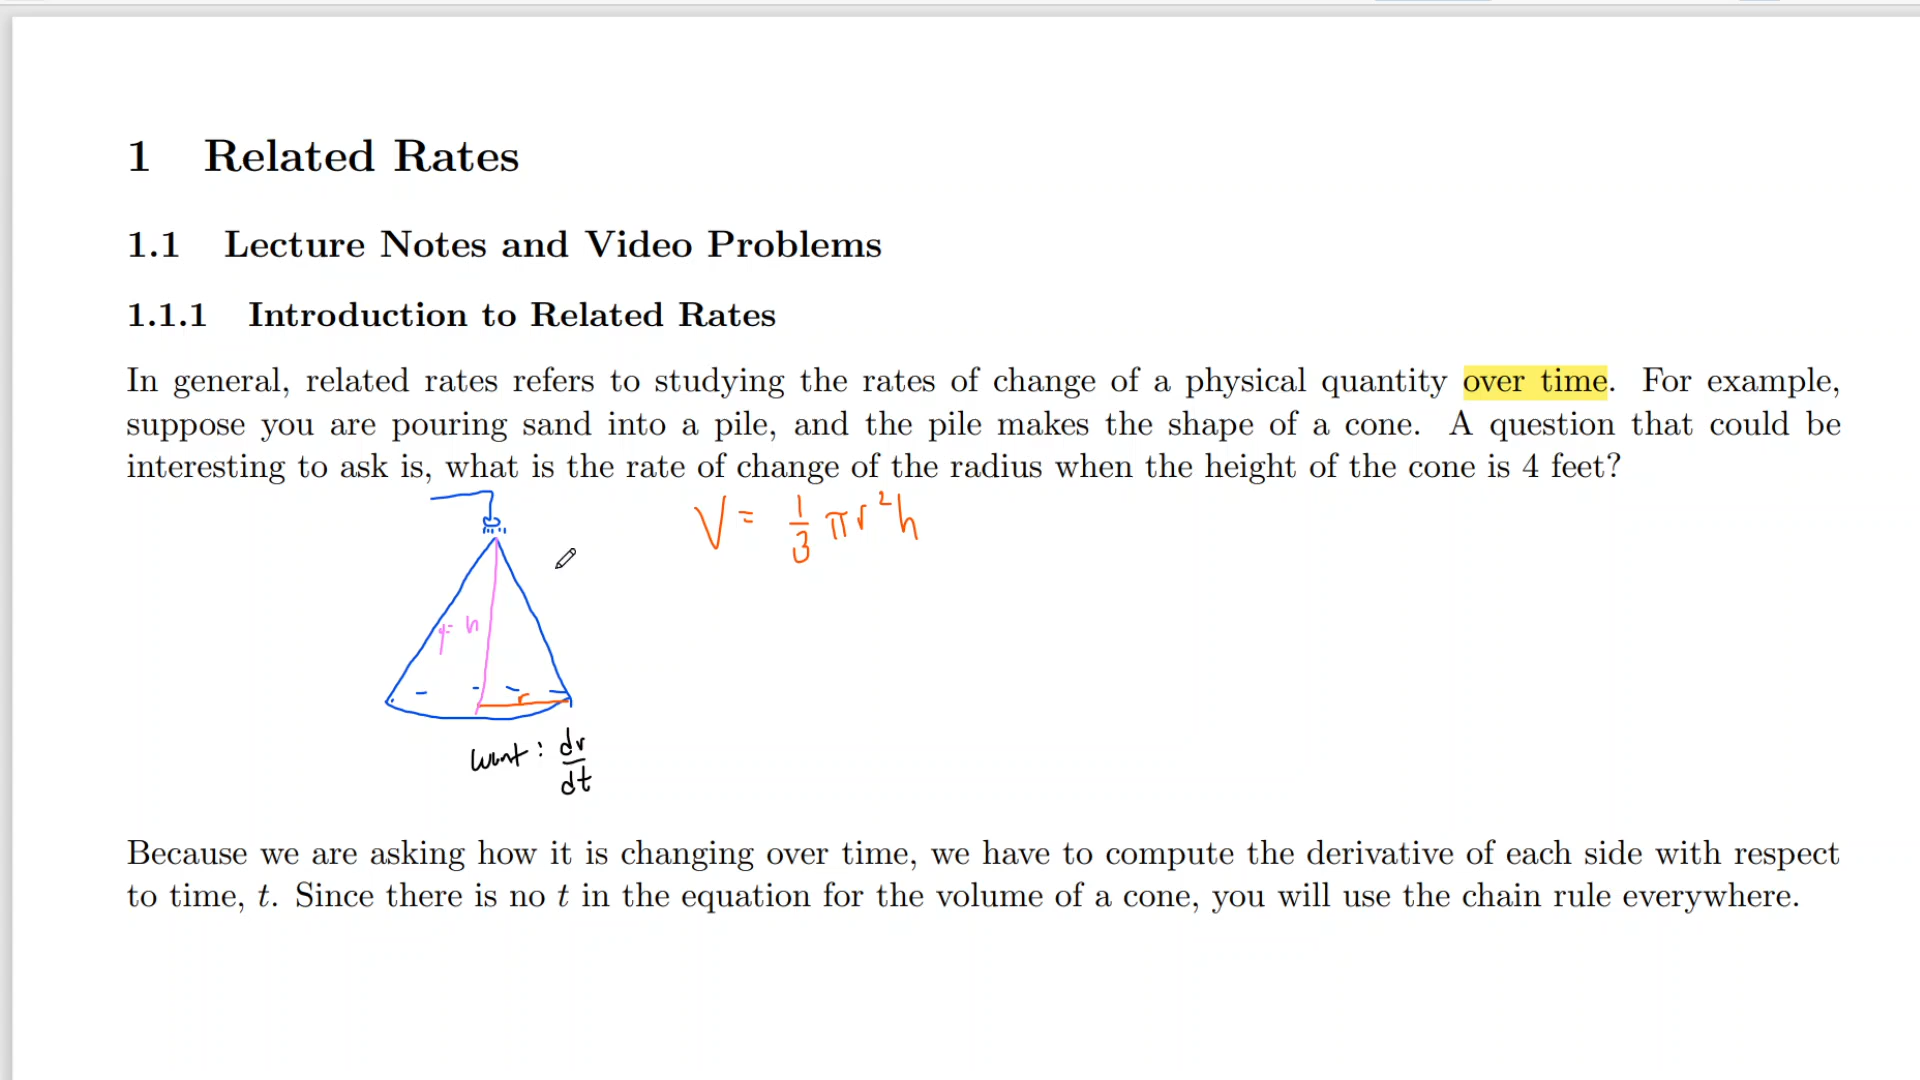 1 Related Rates
1.1 Lecture Notes and Video Problems
1.1.1 Introduction to Related Rates
In general, related rates refers to studying the rates of change of a physical quantity over time. For example,
suppose you are pouring sand into a pile, and the pile makes the shape of a cone. A question that could be
interesting to ask is, what is the rate of change of the radius when the height of the cone is 4 feet?
V = 1/3 πr²h
h
r
want: dr/dt
Because we are asking how it is changing over time, we have to compute the derivative of each side with respect
to time, t. Since there is no t in the equation for the volume of a cone, you will use the chain rule everywhere.